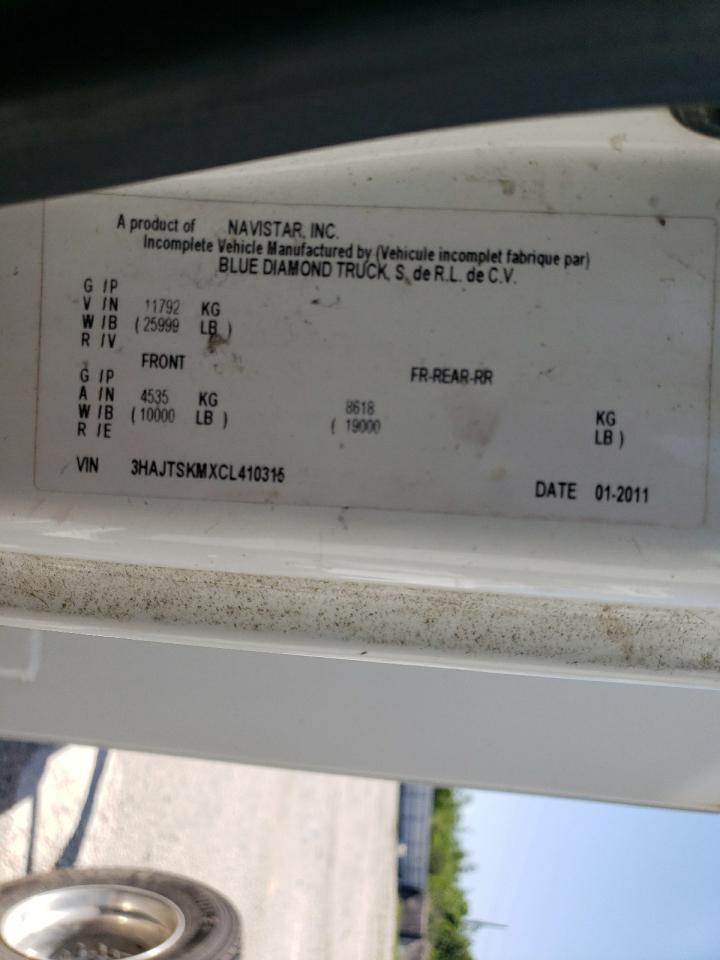 A product of NAVISTAR, INC.
Incomplete Vehicle Manufactured by (Vehicule incomplet fabrique par)
BLUE DIAMOND TRUCK, S. de R.L. de C.V.
G /P
V /N 11792 KG
W /B ( 25999 LB )
R /V
FRONT FR-REAR-RR
G /P
A /N 4535 KG 8618 KG
W /B ( 10000 LB ) ( 19000 LB )
R /E
VIN 3HAJTSKMXCL410315
DATE 01-2011